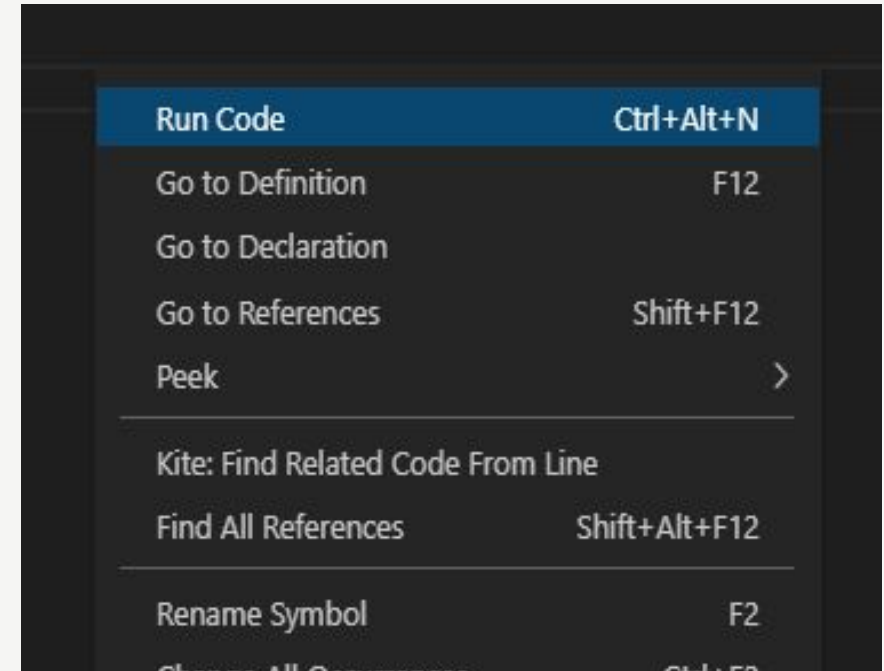 Run Code Ctrl+Alt+N
Go to Definition F12
Go to Declaration
Go to References Shift+F12
Peek
Kite: Find Related Code From Line
Find All References Shift+Alt+F12
Rename Symbol F2